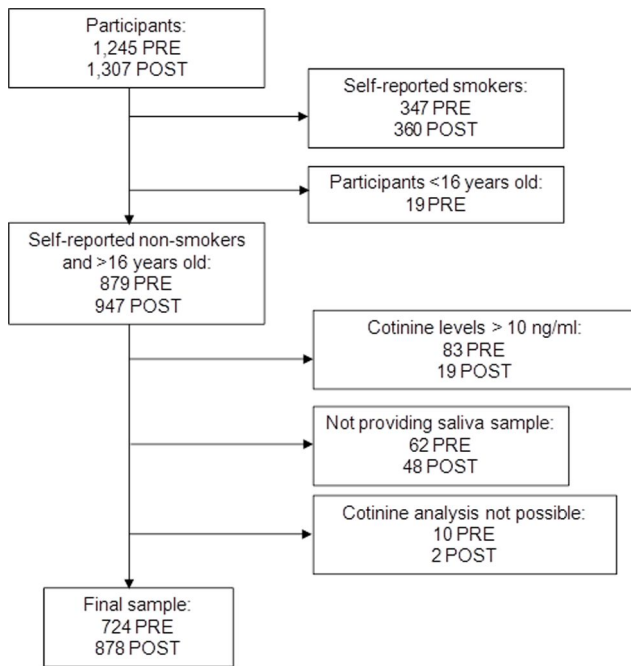 Participants:
1,245 PRE
1,307 POST
Self-reported smokers:
347 PRE
360 POST
Participants <16 years old:
19 PRE
Self-reported non-smokers
and >16 years old:
879 PRE
947 POST
Cotinine levels > 10 ng/ml:
83 PRE
19 POST
Not providing saliva sample:
62 PRE
48 POST
Cotinine analysis not possible:
10 PRE
2 POST
Final sample:
724 PRE
878 POST